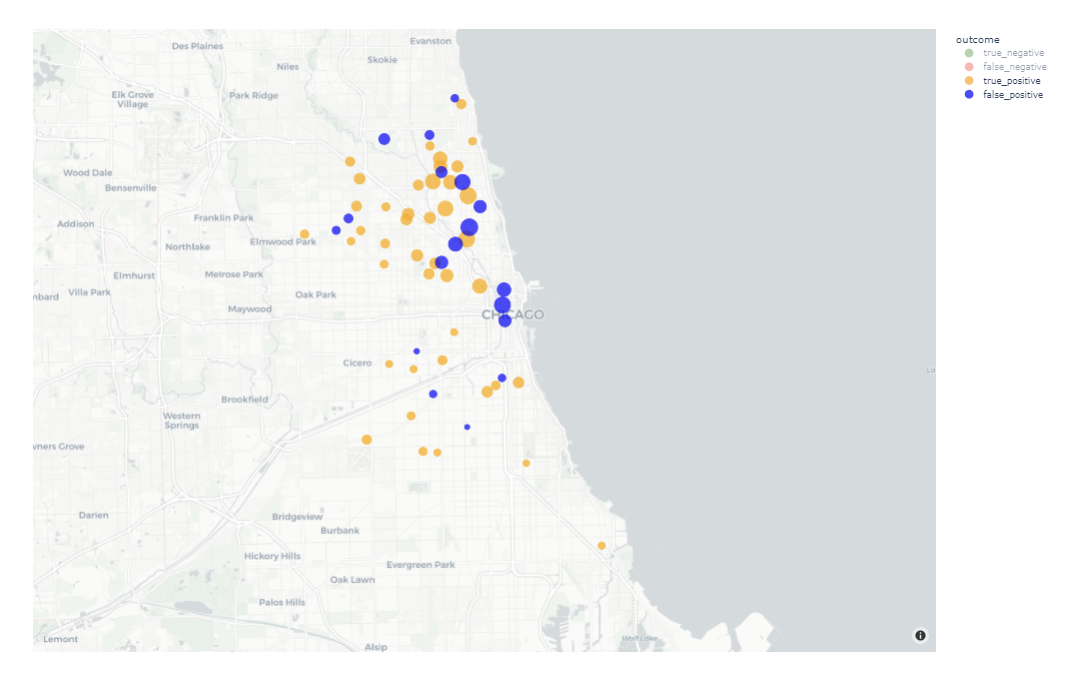 Evanston
Des Plaines
Skokie
Niles
Elk Grove
Village
Park Ridge
Wood Dale
Bensenville
Franklin Park
Addison
Elmwood Park
Northlake
Elmhurst
Melrose Park
nbard
Villa Park
Oak Park
Maywood
CHICAGO
Cicero
LO
Brookfield
Western
Springs
wners Grove
Darien
Bridgeview
Burbank
Hickory Hills
Evergreen Park
Oak Lawn
Palos Hills
Lemont
Alsip
Wolf Lake
outcome
true_negative
false_negative
true_positive
false_positive